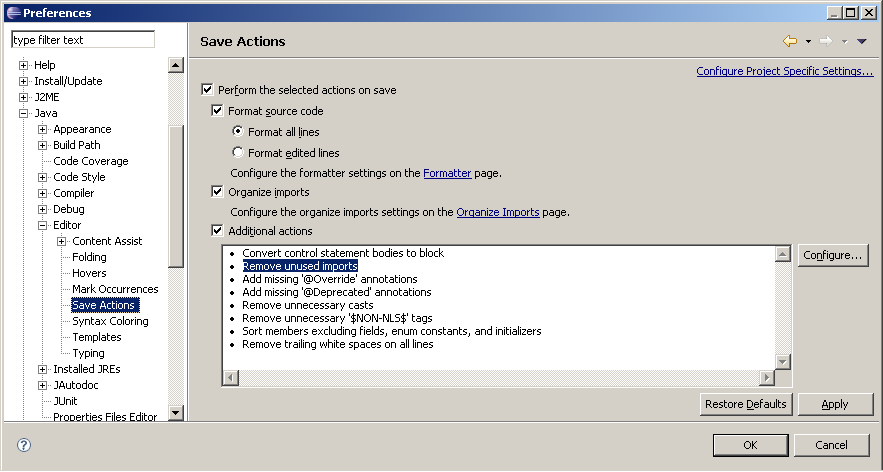 Preferences
type filter text
Help
Install/Update
J2ME
Java
Appearance
Build Path
Code Coverage
Code Style
Compiler
Debug
Editor
Content Assist
Folding
Hovers
Mark Occurrences
Save Actions
Syntax Coloring
Templates
Typing
Installed JREs
JAutodoc
JUnit
Properties Files Editor
Save Actions
Configure Project Specific Settings...
Perform the selected actions on save
Format source code
Format all lines
Format edited lines
Configure the formatter settings on the Formatter page.
Organize imports
Configure the organize imports settings on the Organize Imports page.
Additional actions
• Convert control statement bodies to block
• Remove unused imports
• Add missing '@Override' annotations
• Add missing '@Deprecated' annotations
• Remove unnecessary casts
• Remove unnecessary '$NON-NLS$' tags
• Sort members excluding fields, enum constants, and initializers
• Remove trailing white spaces on all lines
Configure...
Restore Defaults
Apply
?
OK
Cancel